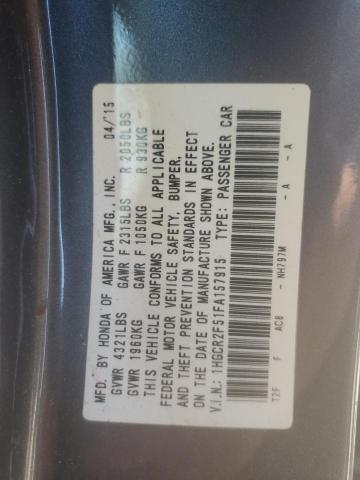 MFD. BY HONDA OF AMERICA MFG., INC. 04/'15
GVWR 4321LBS GAWR F 2315LBS R 2050LBS
GVWR 1960KG GAWR F 1050KG R 930KG
THIS VEHICLE CONFORMS TO ALL APPLICABLE
FEDERAL MOTOR VEHICLE SAFETY, BUMPER,
AND THEFT PREVENTION STANDARDS IN EFFECT
ON THE DATE OF MANUFACTURE SHOWN ABOVE.
V.I.N.: 1HGCR2F51FA157915 TYPE: PASSENGER CAR
T2F F AC8 - NH797M - A - A